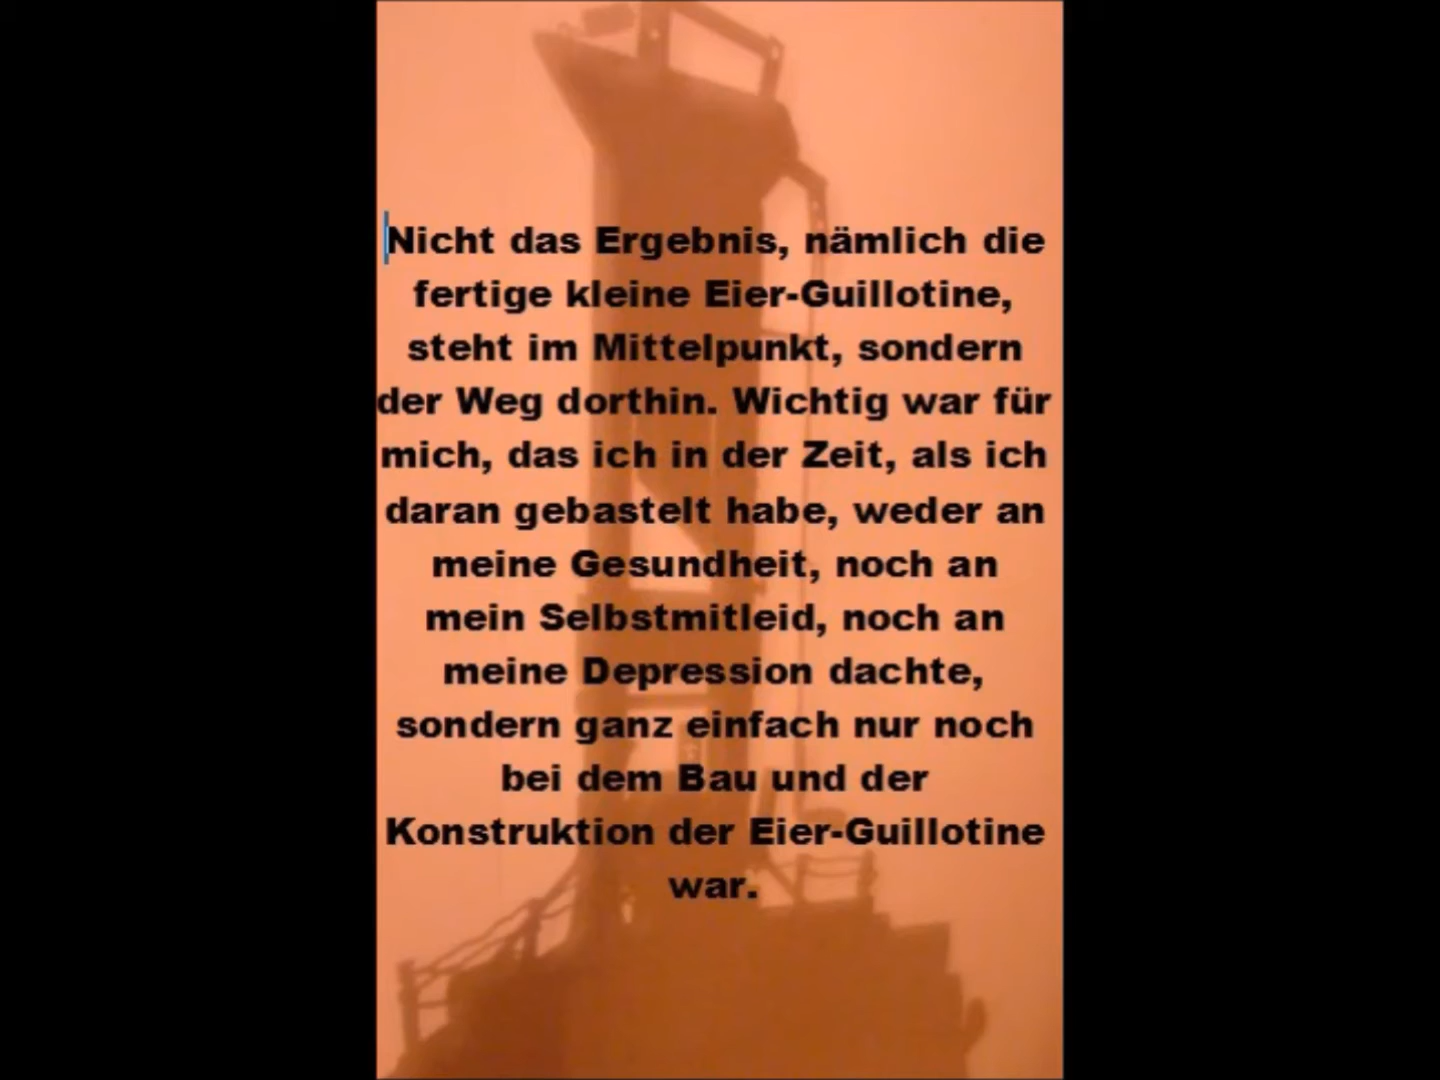 Nicht das Ergebnis, nämlich die
fertige kleine Eier-Guillotine,
steht im Mittelpunkt, sondern
der Weg dorthin. Wichtig war für
mich, das ich in der Zeit, als ich
daran gebastelt habe, weder an
meine Gesundheit, noch an
mein Selbstmitleid, noch an
meine Depression dachte,
sondern ganz einfach nur noch
bei dem Bau und der
Konstruktion der Eier-Guillotine
war.